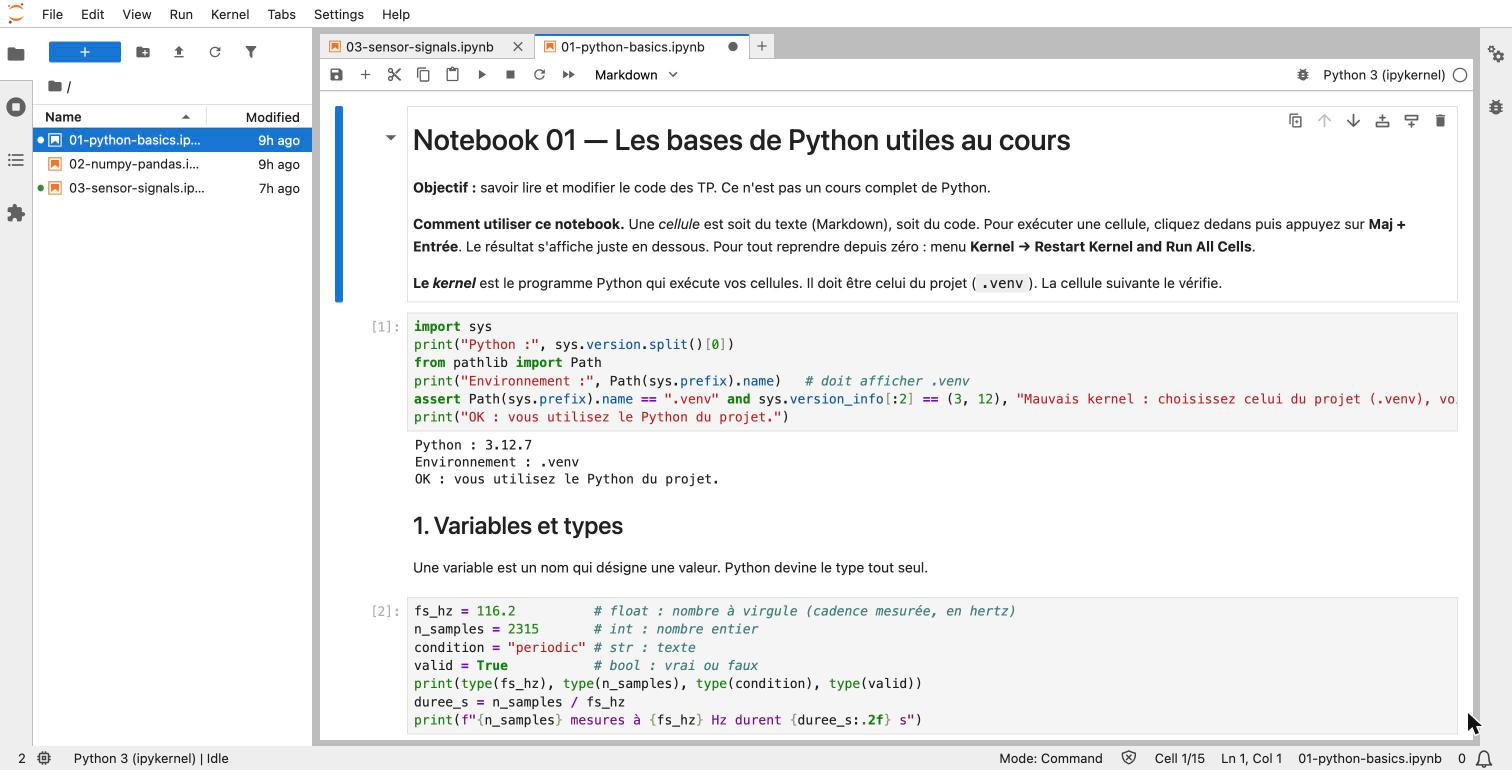 File Edit View Run Kernel Tabs Settings Help
/
Name Modified
01-python-basics.ip... 9h ago
02-numpy-pandas.i... 9h ago
03-sensor-signals.ip... 7h ago
03-sensor-signals.ipynb 01-python-basics.ipynb
Markdown Python 3 (ipykernel)
Notebook 01 — Les bases de Python utiles au cours
Objectif : savoir lire et modifier le code des TP. Ce n'est pas un cours complet de Python.
Comment utiliser ce notebook. Une cellule est soit du texte (Markdown), soit du code. Pour exécuter une cellule, cliquez dedans puis appuyez sur Maj +
Entrée. Le résultat s'affiche juste en dessous. Pour tout reprendre depuis zéro : menu Kernel → Restart Kernel and Run All Cells.
Le kernel est le programme Python qui exécute vos cellules. Il doit être celui du projet ( .venv ). La cellule suivante le vérifie.
[1]: import sys
print("Python :", sys.version.split()[0])
from pathlib import Path
print("Environnement :", Path(sys.prefix).name)   # doit afficher .venv
assert Path(sys.prefix).name == ".venv" and sys.version_info[:2] == (3, 12), "Mauvais kernel : choisissez celui du projet (.venv), vo
print("OK : vous utilisez le Python du projet.")
Python : 3.12.7
Environnement : .venv
OK : vous utilisez le Python du projet.
1. Variables et types
Une variable est un nom qui désigne une valeur. Python devine le type tout seul.
[2]: fs_hz = 116.2          # float : nombre à virgule (cadence mesurée, en hertz)
n_samples = 2315       # int : nombre entier
condition = "periodic" # str : texte
valid = True           # bool : vrai ou faux
print(type(fs_hz), type(n_samples), type(condition), type(valid))
duree_s = n_samples / fs_hz
print(f"{n_samples} mesures à {fs_hz} Hz durent {duree_s:.2f} s")
2 Python 3 (ipykernel) | Idle Mode: Command Cell 1/15 Ln 1, Col 1 01-python-basics.ipynb 0